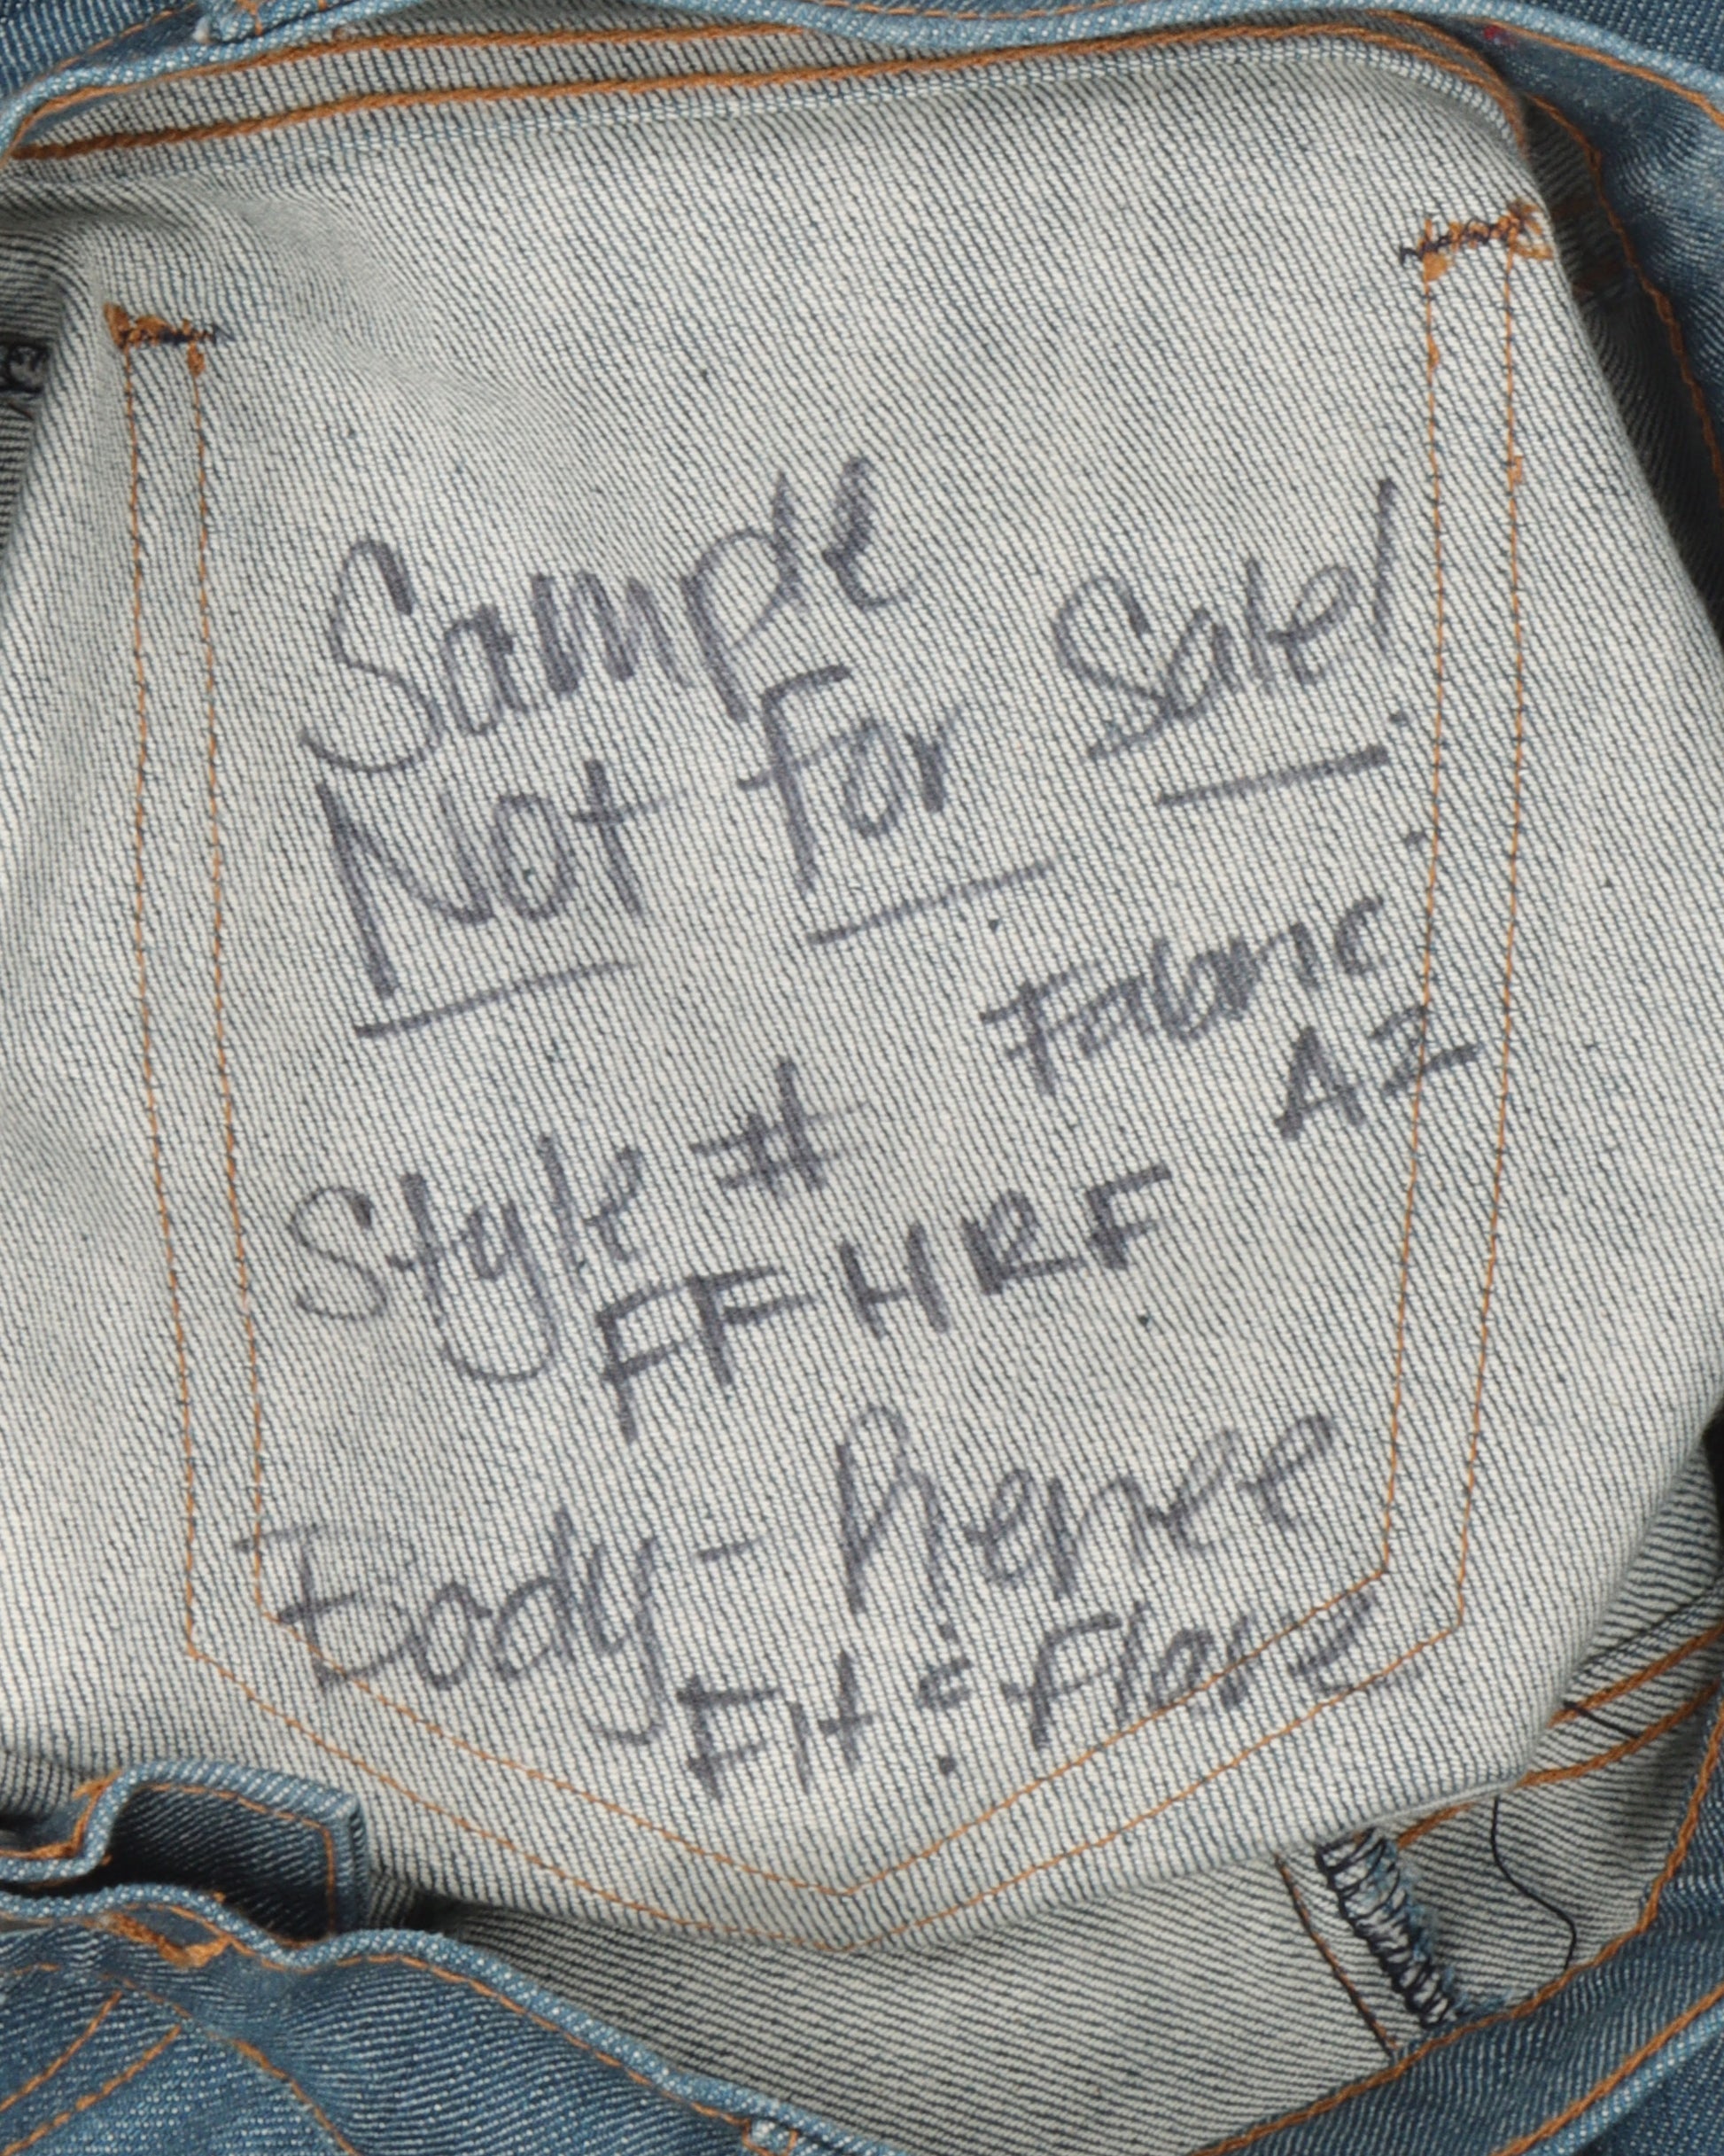 Sample
Not For Sale!
Fabric
A2
Style #
FFHRF
Body - Renee
Fit : Flare